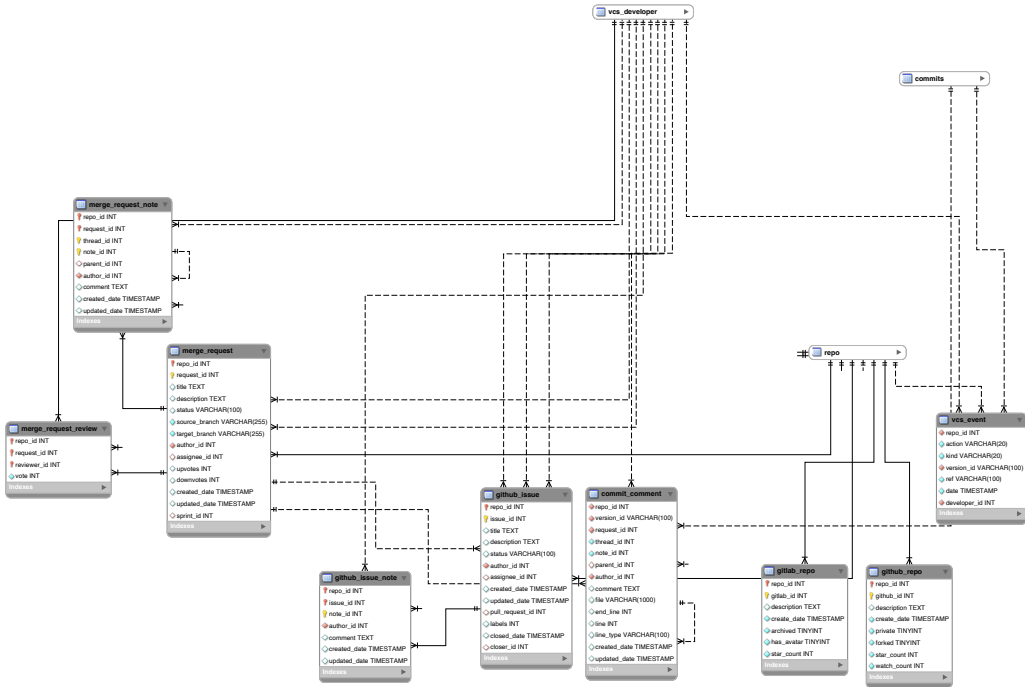 vcs_developer
commits
merge_request_note
repo_id INT
request_id INT
thread_id INT
note_id INT
parent_id INT
author_id INT
comment TEXT
created_date TIMESTAMP
updated_date TIMESTAMP
Indexes
merge_request
repo_id INT
request_id INT
title TEXT
description TEXT
status VARCHAR(100)
source_branch VARCHAR(255)
target_branch VARCHAR(255)
author_id INT
assignee_id INT
upvotes INT
downvotes INT
created_date TIMESTAMP
updated_date TIMESTAMP
sprint_id INT
Indexes
repo
merge_request_review
repo_id INT
request_id INT
reviewer_id INT
vote INT
Indexes
vcs_event
repo_id INT
action VARCHAR(20)
kind VARCHAR(20)
version_id VARCHAR(100)
ref VARCHAR(100)
date TIMESTAMP
developer_id INT
Indexes
github_issue
repo_id INT
issue_id INT
title TEXT
description TEXT
status VARCHAR(100)
author_id INT
assignee_id INT
created_date TIMESTAMP
updated_date TIMESTAMP
pull_request_id INT
labels INT
closed_date TIMESTAMP
closer_id INT
Indexes
commit_comment
repo_id INT
version_id VARCHAR(100)
request_id INT
thread_id INT
note_id INT
parent_id INT
author_id INT
comment TEXT
file VARCHAR(1000)
end_line INT
line INT
line_type VARCHAR(100)
created_date TIMESTAMP
updated_date TIMESTAMP
Indexes
github_issue_note
repo_id INT
issue_id INT
note_id INT
author_id INT
comment TEXT
created_date TIMESTAMP
updated_date TIMESTAMP
Indexes
gitlab_repo
repo_id INT
gitlab_id INT
description TEXT
create_date TIMESTAMP
archived TINYINT
has_avatar TINYINT
star_count INT
Indexes
github_repo
repo_id INT
github_id INT
description TEXT
create_date TIMESTAMP
private TINYINT
forked TINYINT
star_count INT
watch_count INT
Indexes